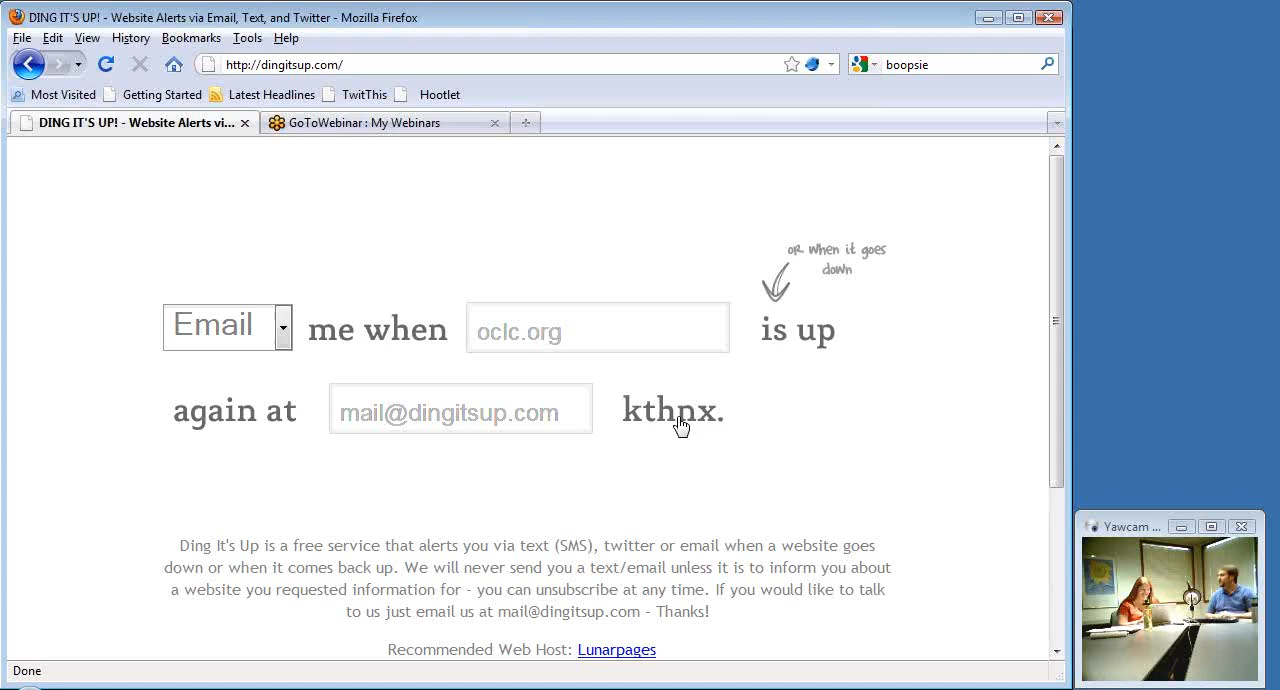 DING IT'S UP! - Website Alerts via Email, Text, and Twitter - Mozilla Firefox
File Edit View History Bookmarks Tools Help
http://dingitsup.com/ boopsie
Most Visited Getting Started Latest Headlines TwitThis Hootlet
DING IT'S UP! - Website Alerts vi... GoToWebinar : My Webinars
or when it goes
down
Email me when oclc.org is up
again at mail@dingitsup.com kthnx.
Ding It's Up is a free service that alerts you via text (SMS), twitter or email when a website goes
down or when it comes back up. We will never send you a text/email unless it is to inform you about
a website you requested information for - you can unsubscribe at any time. If you would like to talk
to us just email us at mail@dingitsup.com - Thanks!
Recommended Web Host: Lunarpages
Done
Yawcam ...